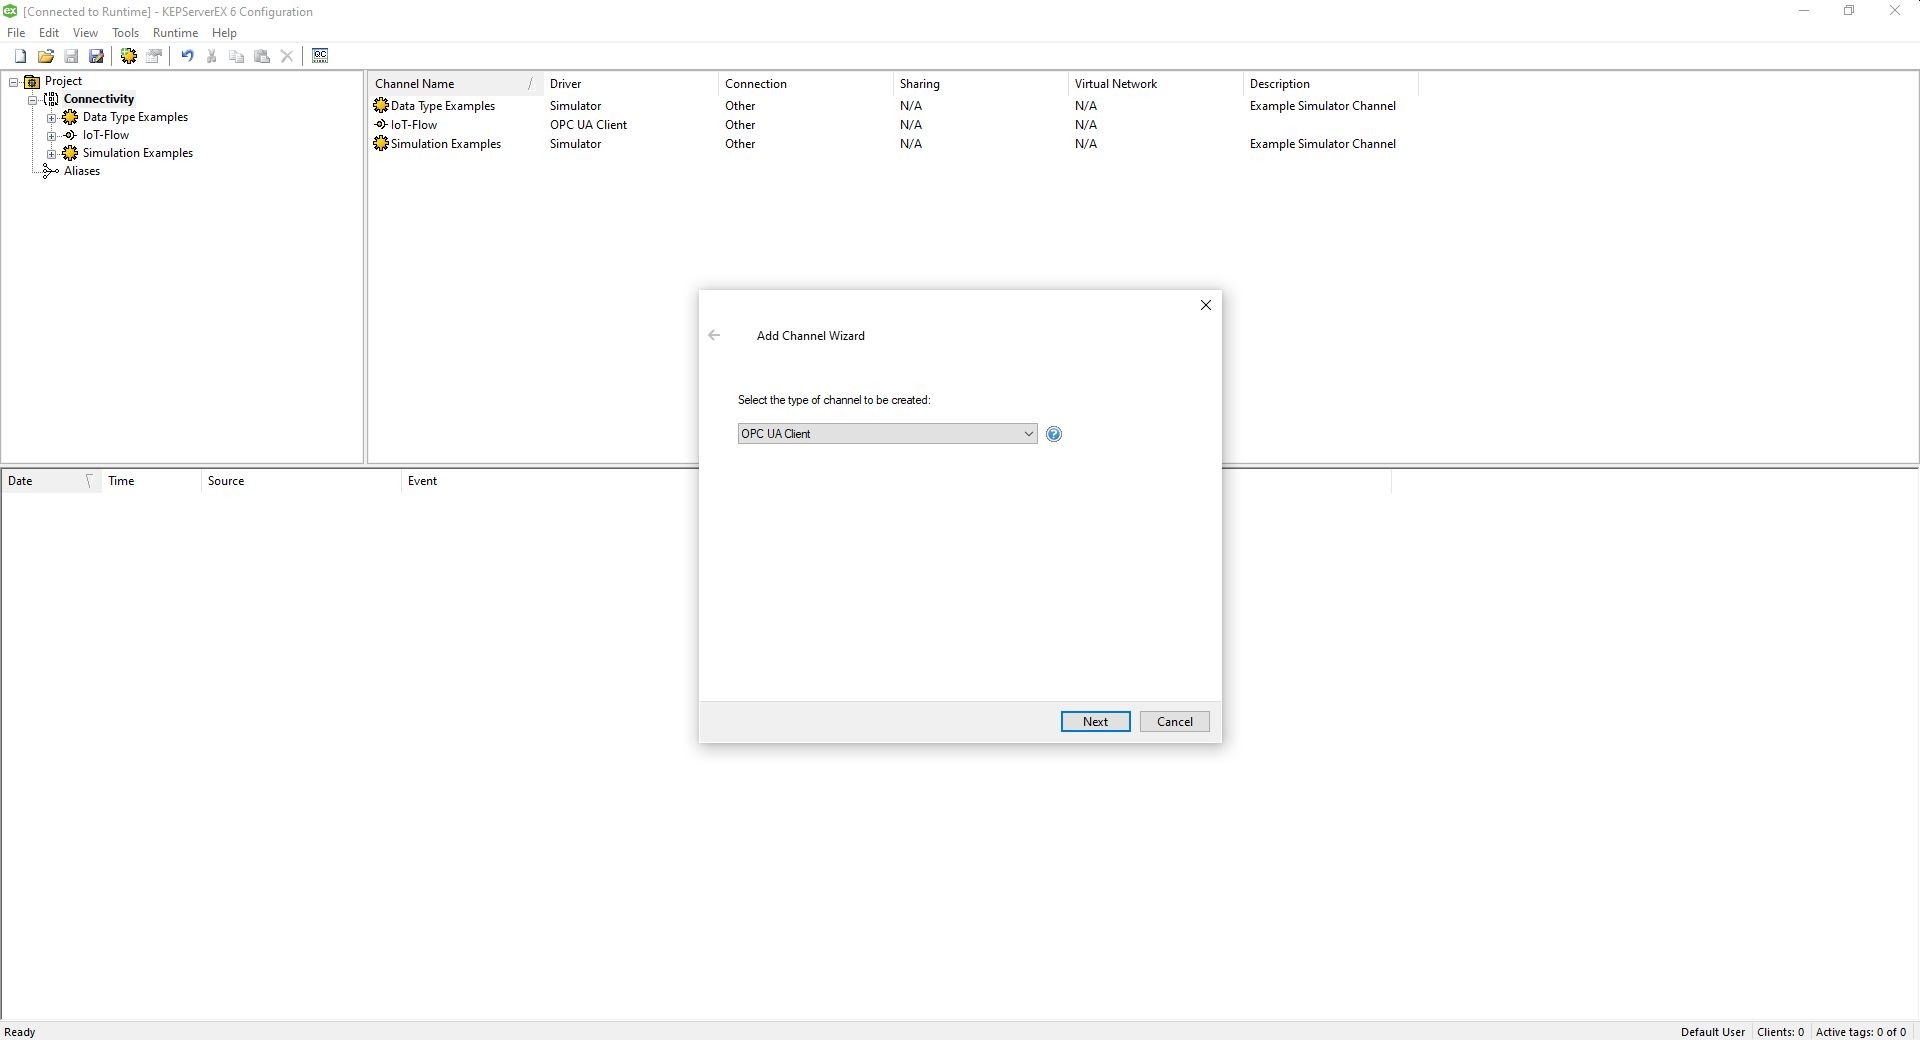 [Connected to Runtime] - KEPServerEX 6 Configuration
File Edit View Tools Runtime Help
Project
Connectivity
Data Type Examples
IoT-Flow
Simulation Examples
Aliases
Channel Name / Driver Connection Sharing Virtual Network Description
Data Type Examples Simulator Other N/A N/A Example Simulator Channel
IoT-Flow OPC UA Client Other N/A N/A
Simulation Examples Simulator Other N/A N/A Example Simulator Channel
Add Channel Wizard
Select the type of channel to be created:
OPC UA Client
Next Cancel
Date Time Source Event
Ready Default User Clients: 0 Active tags: 0 of 0